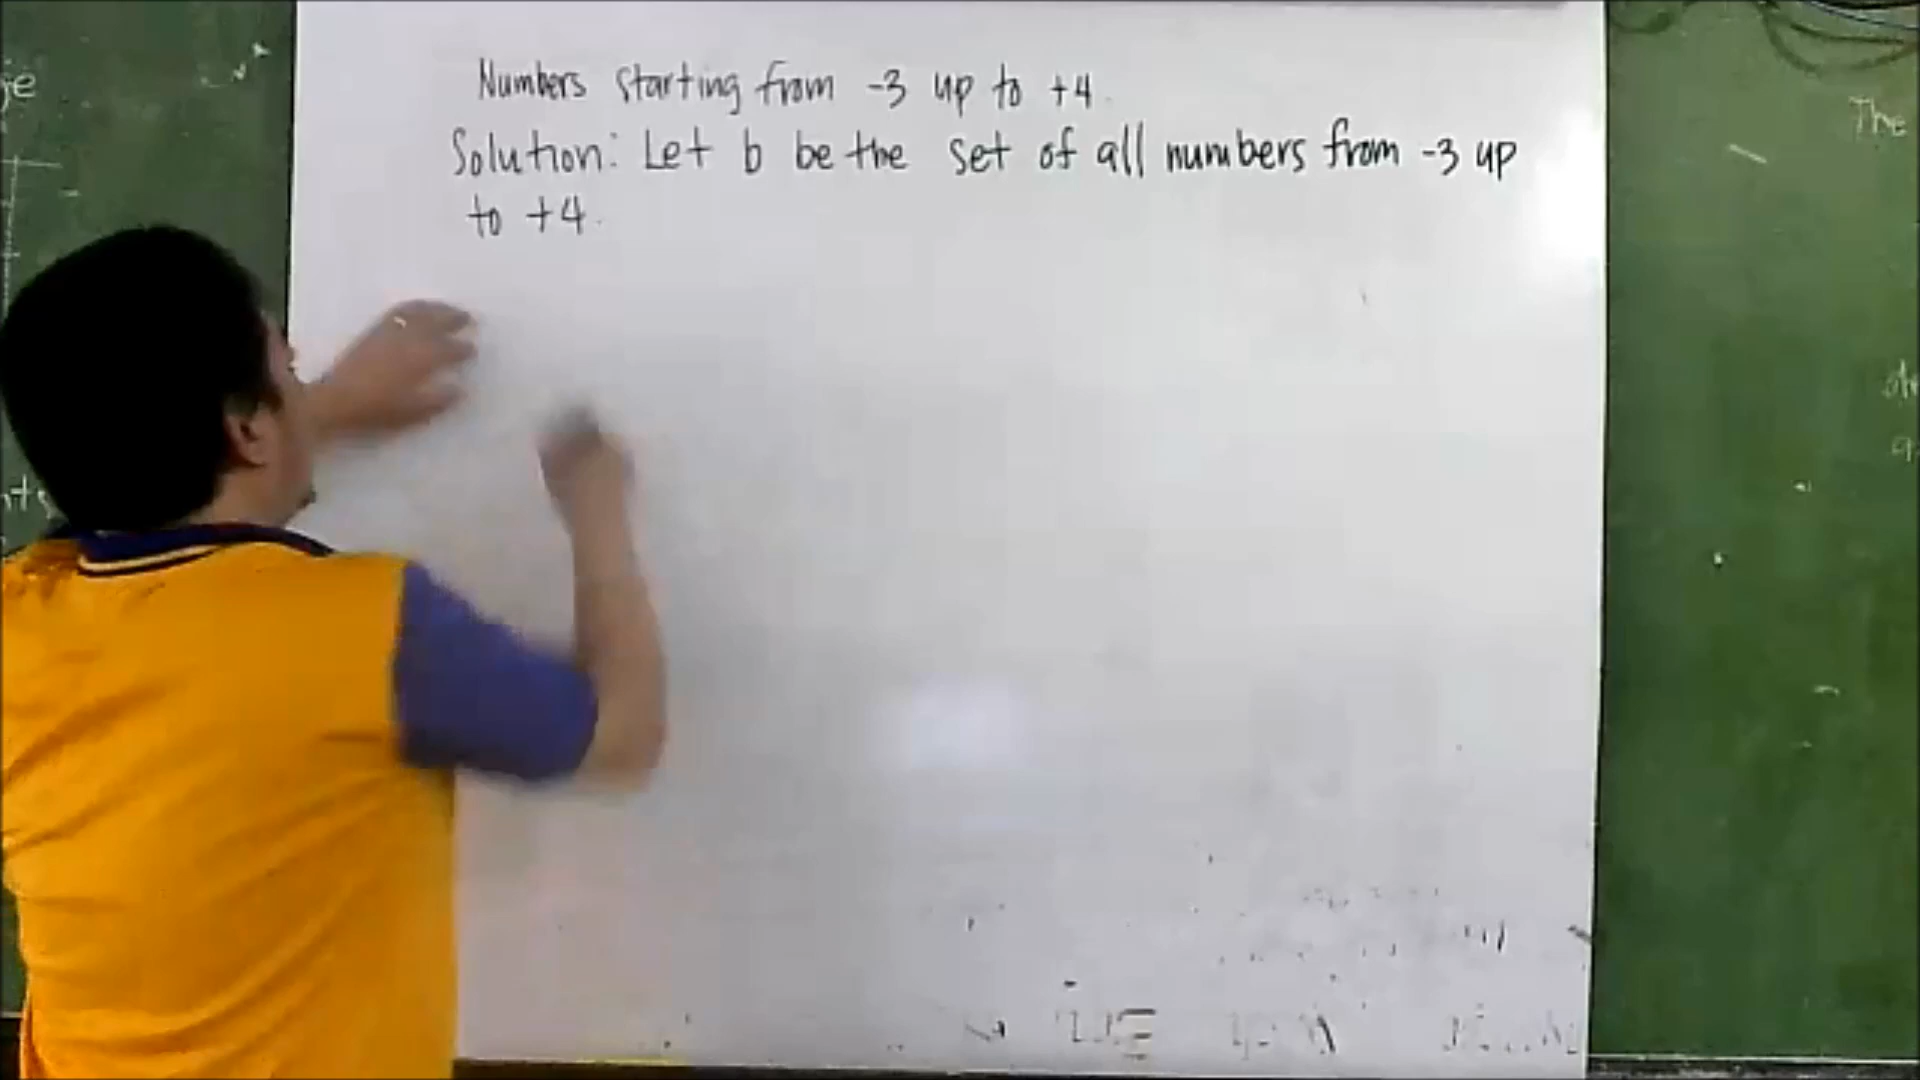 Numbers starting from -3 up to +4.
Solution: Let b be the set of all numbers from -3 up
to +4.
The